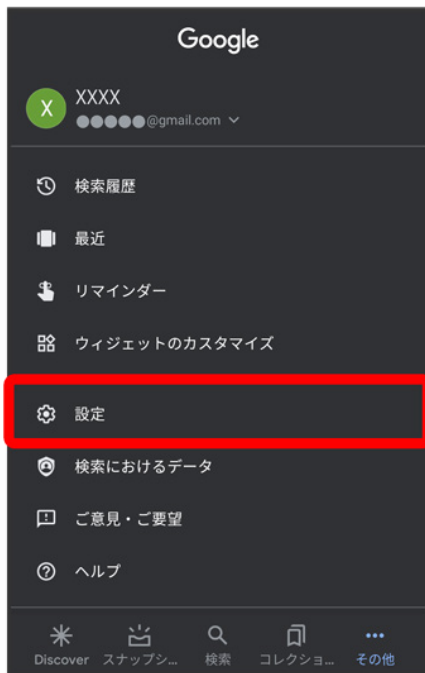 Google
X
XXXX
●●●●●@gmail.com
検索履歴
最近
リマインダー
ウィジェットのカスタマイズ
設定
検索におけるデータ
ご意見・ご要望
ヘルプ
Discover スナップシ... 検索 コレクショ... その他